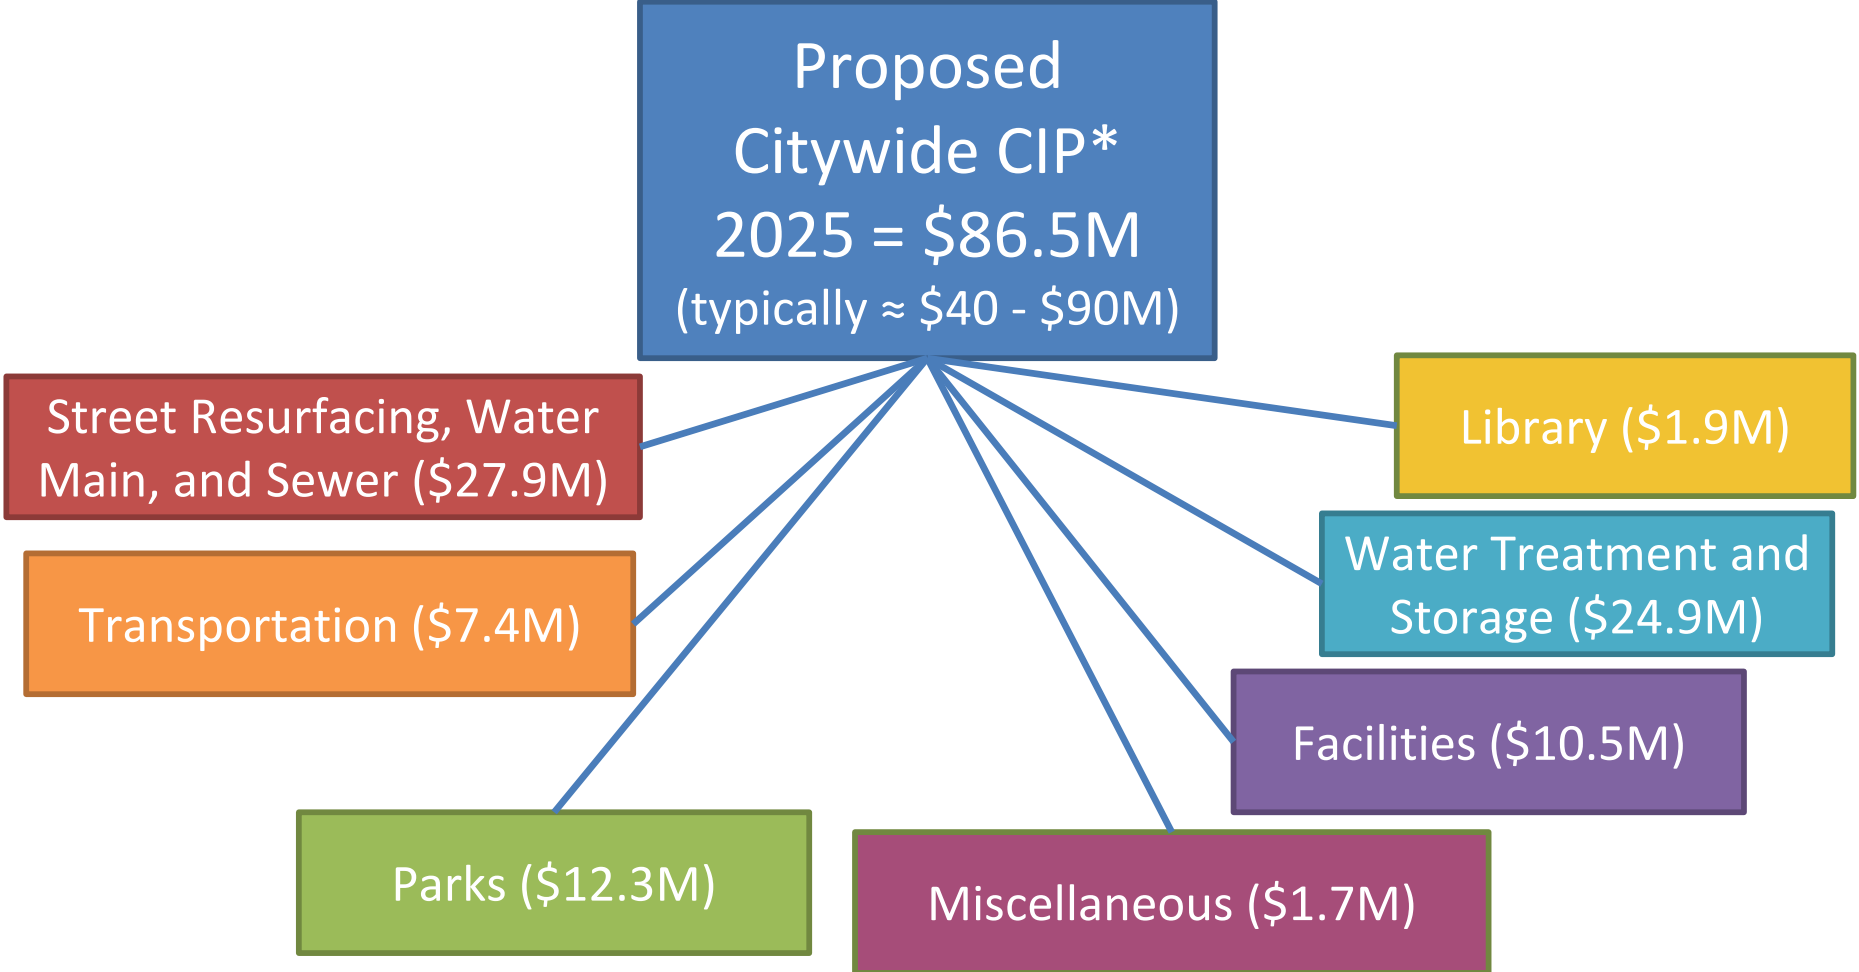 Proposed
Citywide CIP*
2025 = $86.5M
(typically ≈ $40 - $90M)
Street Resurfacing, Water
Main, and Sewer ($27.9M)
Transportation ($7.4M)
Parks ($12.3M)
Miscellaneous ($1.7M)
Facilities ($10.5M)
Water Treatment and
Storage ($24.9M)
Library ($1.9M)